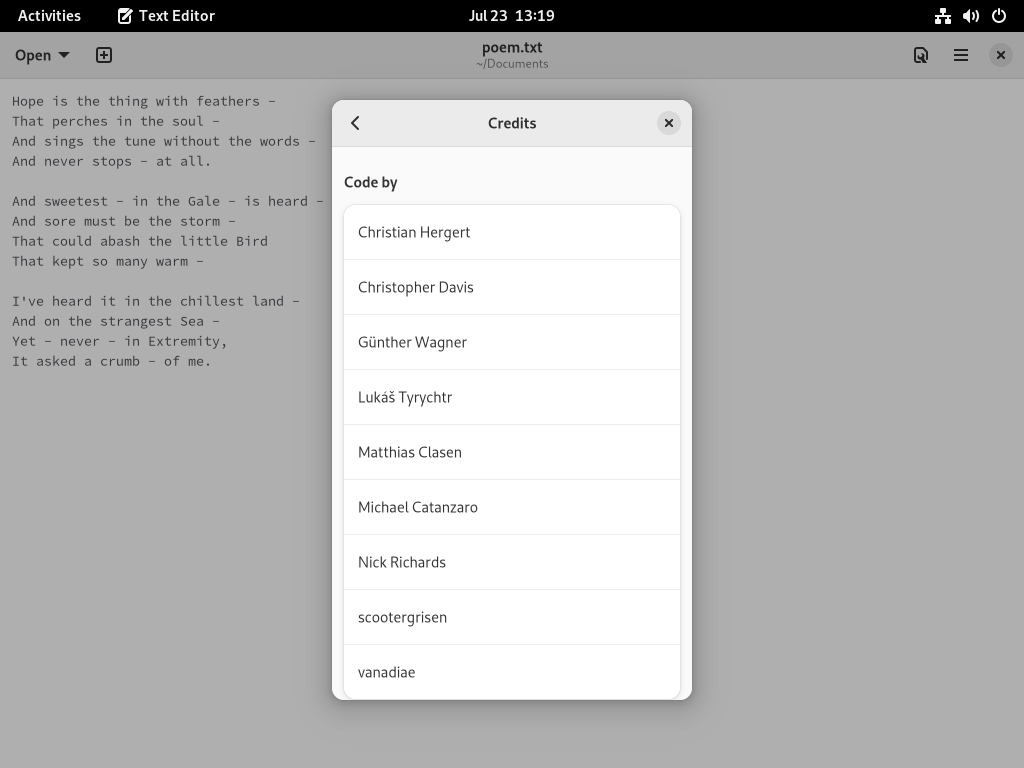 Activities Text Editor Jul 23 13:19
Open
poem.txt
~/Documents
Hope is the thing with feathers –
That perches in the soul –
And sings the tune without the words –
And never stops – at all.
And sweetest – in the Gale – is heard –
And sore must be the storm –
That could abash the little Bird
That kept so many warm –
I've heard it in the chillest land –
And on the strangest Sea –
Yet – never – in Extremity,
It asked a crumb – of me.
Credits
Code by
Christian Hergert
Christopher Davis
Günther Wagner
Lukáš Tyrychtr
Matthias Clasen
Michael Catanzaro
Nick Richards
scootergrisen
vanadiae